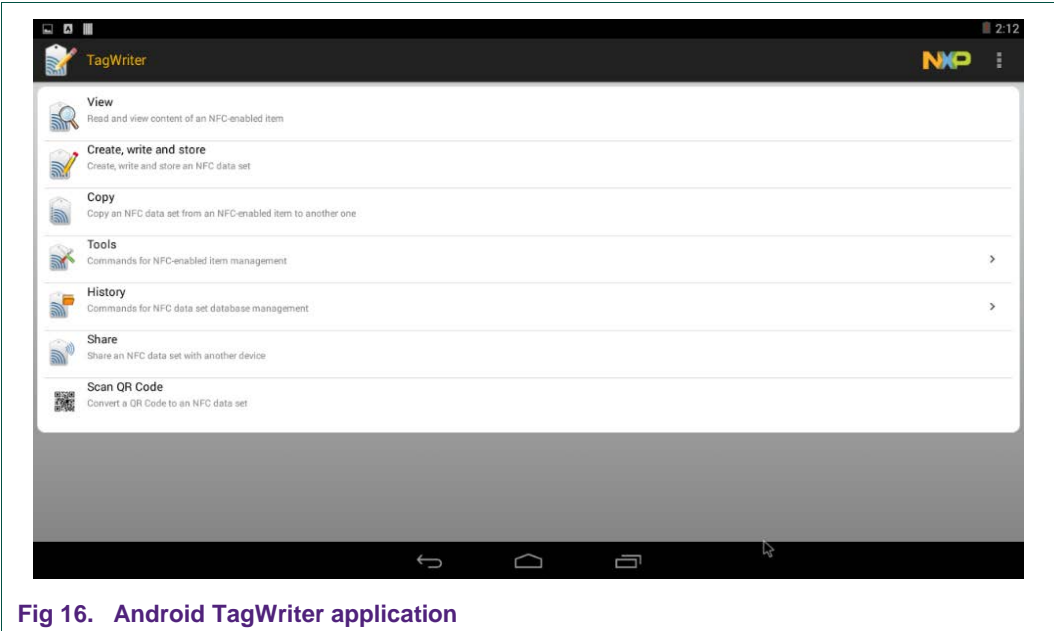 2:12
TagWriter
NXP
View
Read and view content of an NFC-enabled item
Create, write and store
Create, write and store an NFC data set
Copy
Copy an NFC data set from an NFC-enabled item to another one
Tools
Commands for NFC-enabled item management
History
Commands for NFC data set database management
Share
Share an NFC data set with another device
Scan QR Code
Convert a QR Code to an NFC data set
Fig 16. Android TagWriter application